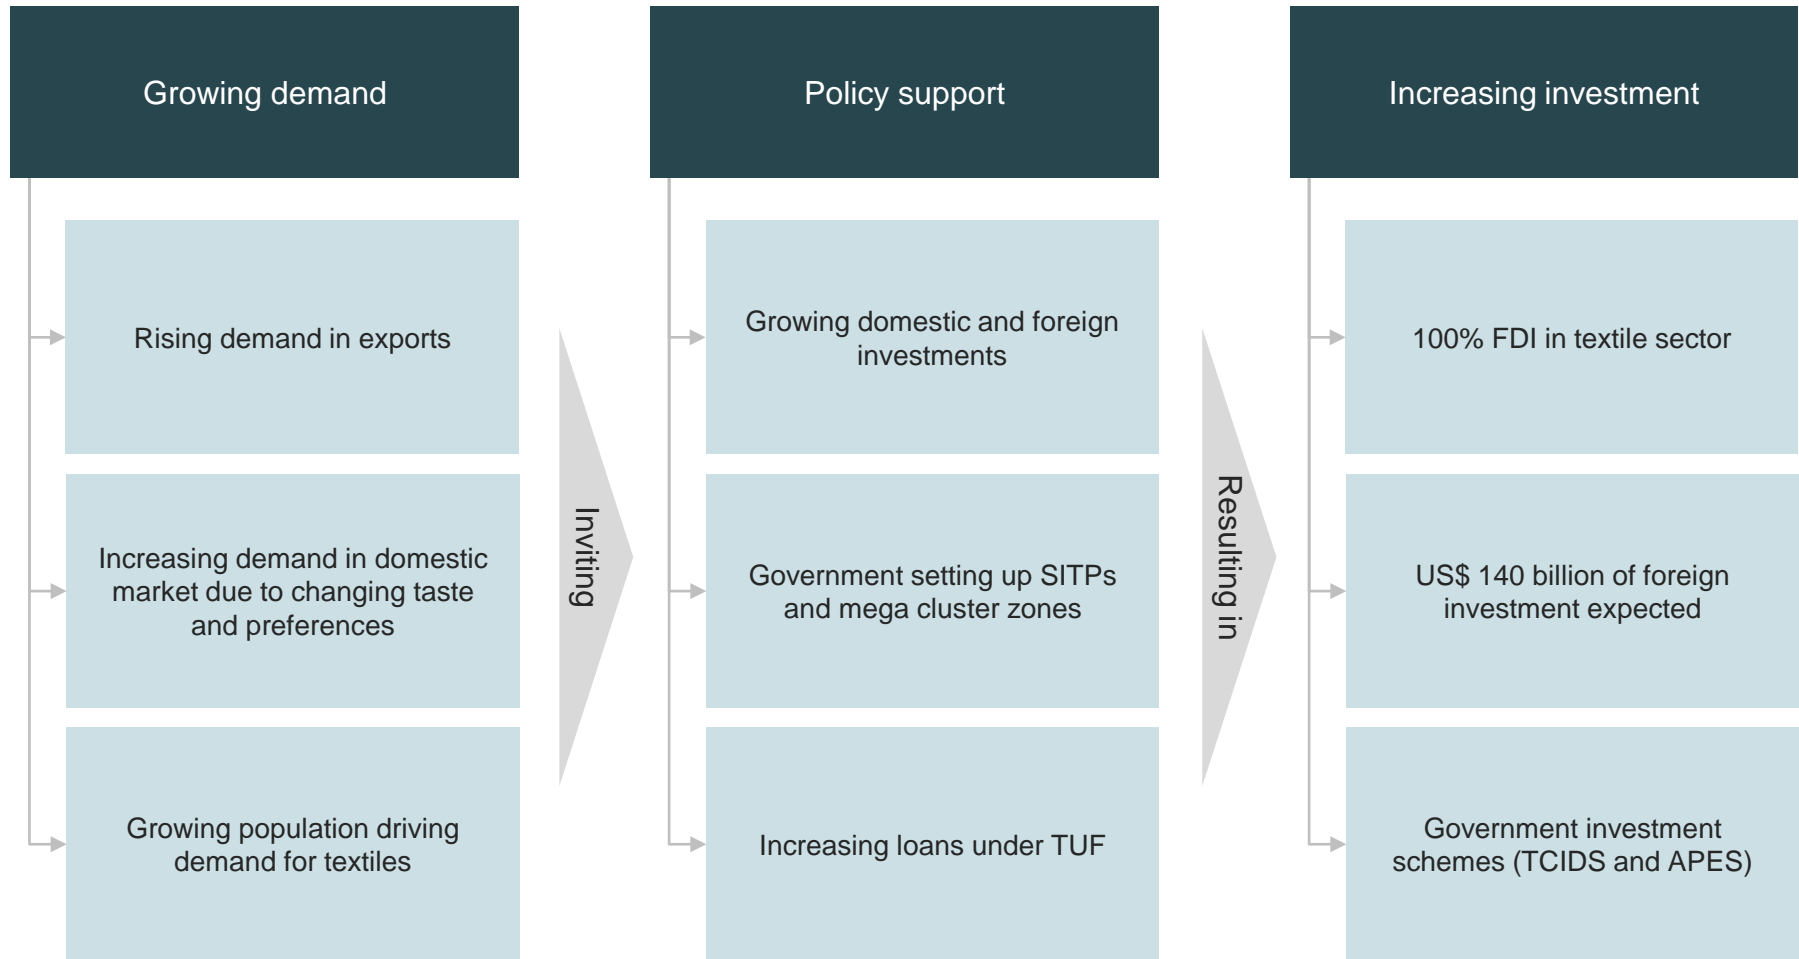 Growing demand
Rising demand in exports
Increasing demand in domestic
market due to changing taste
and preferences
Growing population driving
demand for textiles
Inviting
Policy support
Growing domestic and foreign
investments
Government setting up SITPs
and mega cluster zones
Increasing loans under TUF
Resulting in
Increasing investment
100% FDI in textile sector
US$ 140 billion of foreign
investment expected
Government investment
schemes (TCIDS and APES)